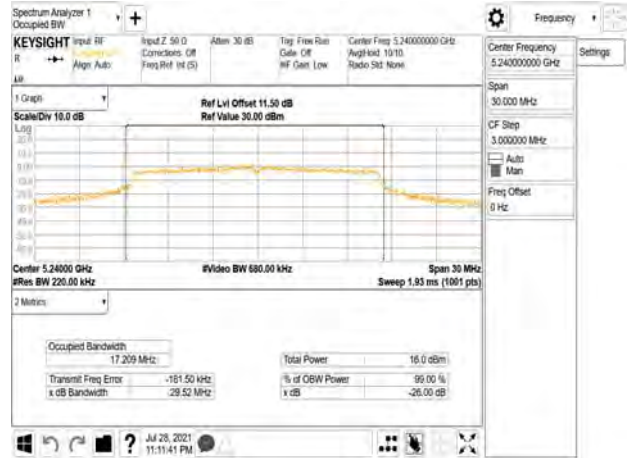 Spectrum Analyzer 1
Occupied BW
Frequency
KEYSIGHT
Input: RF
Input Z: 50 Ω
Atten: 30 dB
Trig: Free Run
Center Freq: 5.240000000 GHz
Corrections: Off
Gate: Off
Avg|Hold: 10/10
R
Align: Auto
Freq Ref: Int (S)
#IF Gain: Low
Radio Std: None
Center Frequency
5.240000000 GHz
Settings
Span
30.000 MHz
CF Step
3.000000 MHz
Auto
Man
Freq Offset
0 Hz
1 Graph
Scale/Div 10.0 dB
Ref Lvl Offset 11.50 dB
Ref Value 30.00 dBm
Log
Center 5.24000 GHz
#Video BW 680.00 kHz
Span 30 MHz
#Res BW 220.00 kHz
Sweep 1.93 ms (1001 pts)
2 Metrics
Occupied Bandwidth
17.209 MHz
Total Power
16.0 dBm
Transmit Freq Error
-181.50 kHz
% of OBW Power
99.00 %
x dB Bandwidth
29.52 MHz
x dB
-26.00 dB
Jul 28, 2021
11:11:41 PM